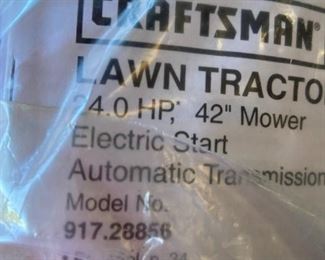 CRAFTSMAN®
LAWN TRACTO
24.0 HP, 42" Mower
Electric Start
Automatic Transmission
Model No.
917.28856